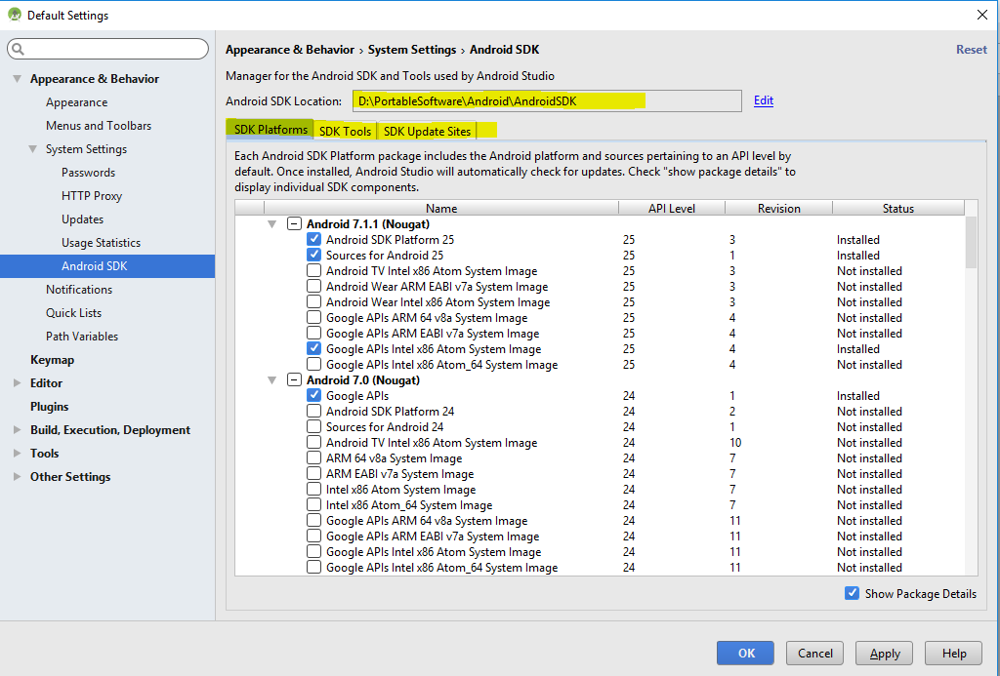 Default Settings
Appearance & Behavior › System Settings › Android SDK
Reset
Appearance & Behavior
Appearance
Menus and Toolbars
System Settings
Passwords
HTTP Proxy
Updates
Usage Statistics
Android SDK
Notifications
Quick Lists
Path Variables
Keymap
Editor
Plugins
Build, Execution, Deployment
Tools
Other Settings
Manager for the Android SDK and Tools used by Android Studio
Android SDK Location: D:\PortableSoftware\Android\AndroidSDK Edit
SDK Platforms SDK Tools SDK Update Sites
Each Android SDK Platform package includes the Android platform and sources pertaining to an API level by
default. Once installed, Android Studio will automatically check for updates. Check "show package details" to
display individual SDK components.
Name API Level Revision Status
Android 7.1.1 (Nougat)
Android SDK Platform 25 25 3 Installed
Sources for Android 25 25 1 Installed
Android TV Intel x86 Atom System Image 25 3 Not installed
Android Wear ARM EABI v7a System Image 25 3 Not installed
Android Wear Intel x86 Atom System Image 25 3 Not installed
Google APIs ARM 64 v8a System Image 25 4 Not installed
Google APIs ARM EABI v7a System Image 25 4 Not installed
Google APIs Intel x86 Atom System Image 25 4 Installed
Google APIs Intel x86 Atom_64 System Image 25 4 Not installed
Android 7.0 (Nougat)
Google APIs 24 1 Installed
Android SDK Platform 24 24 2 Not installed
Sources for Android 24 24 1 Not installed
Android TV Intel x86 Atom System Image 24 10 Not installed
ARM 64 v8a System Image 24 7 Not installed
ARM EABI v7a System Image 24 7 Not installed
Intel x86 Atom System Image 24 7 Not installed
Intel x86 Atom_64 System Image 24 7 Not installed
Google APIs ARM 64 v8a System Image 24 11 Not installed
Google APIs ARM EABI v7a System Image 24 11 Not installed
Google APIs Intel x86 Atom System Image 24 11 Not installed
Google APIs Intel x86 Atom_64 System Image 24 11 Not installed
Show Package Details
OK Cancel Apply Help